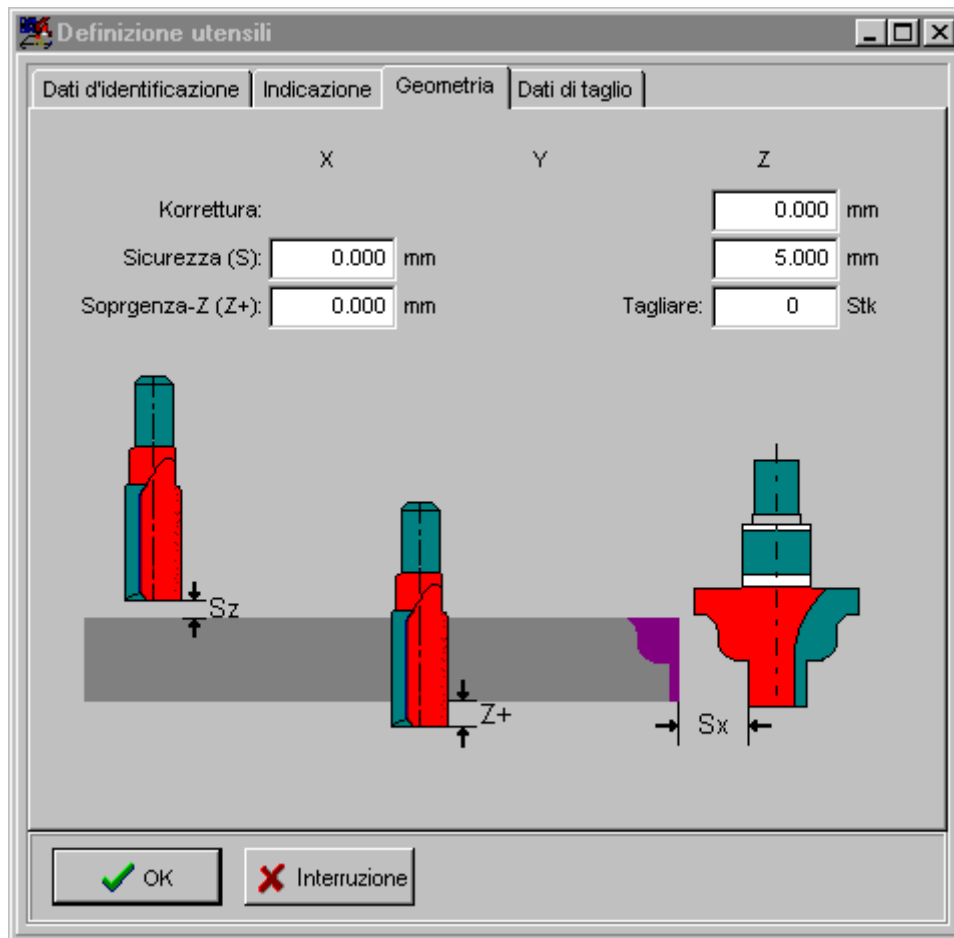 Definizione utensili
Dati d'identificazione Indicazione Geometria Dati di taglio
X Y Z
Korrettura: 0.000 mm
Sicurezza (S): 0.000 mm 5.000 mm
Soprgenza-Z (Z+): 0.000 mm Tagliare: 0 Stk
Sz
Z+
Sx
OK Interruzione